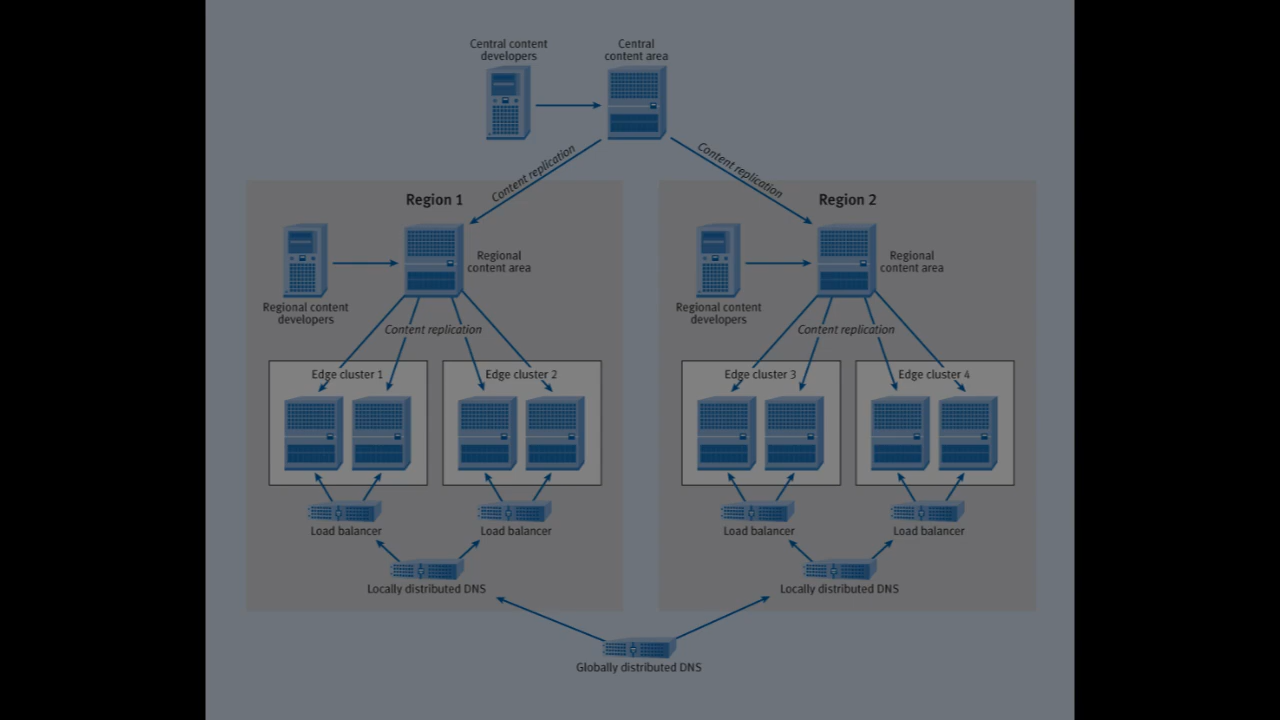 Central content
developers
Central
content area
Content replication
Content replication
Region 1
Region 2
Regional
content area
Regional
content area
Regional content
developers
Regional content
developers
Content replication
Content replication
Edge cluster 1
Edge cluster 2
Edge cluster 3
Edge cluster 4
Load balancer
Load balancer
Load balancer
Load balancer
Locally distributed DNS
Locally distributed DNS
Globally distributed DNS